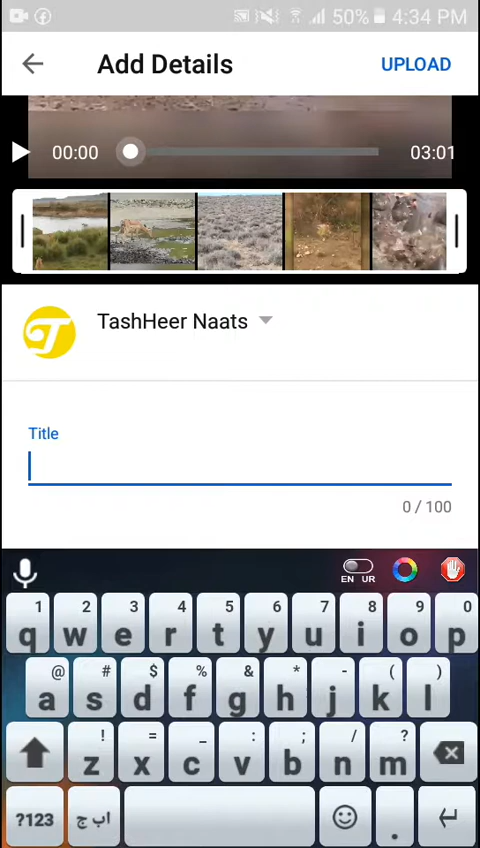 50% 4:34 PM
Add Details UPLOAD
00:00 03:01
T TashHeer Naats
Title
0 / 100
EN UR
1 2 3 4 5 6 7 8 9 0
q w e r t y u i o p
@ # $ % & * - ( )
a s d f g h j k l
! = _ : ; / ?
z x c v b n m
?123 اب ج .